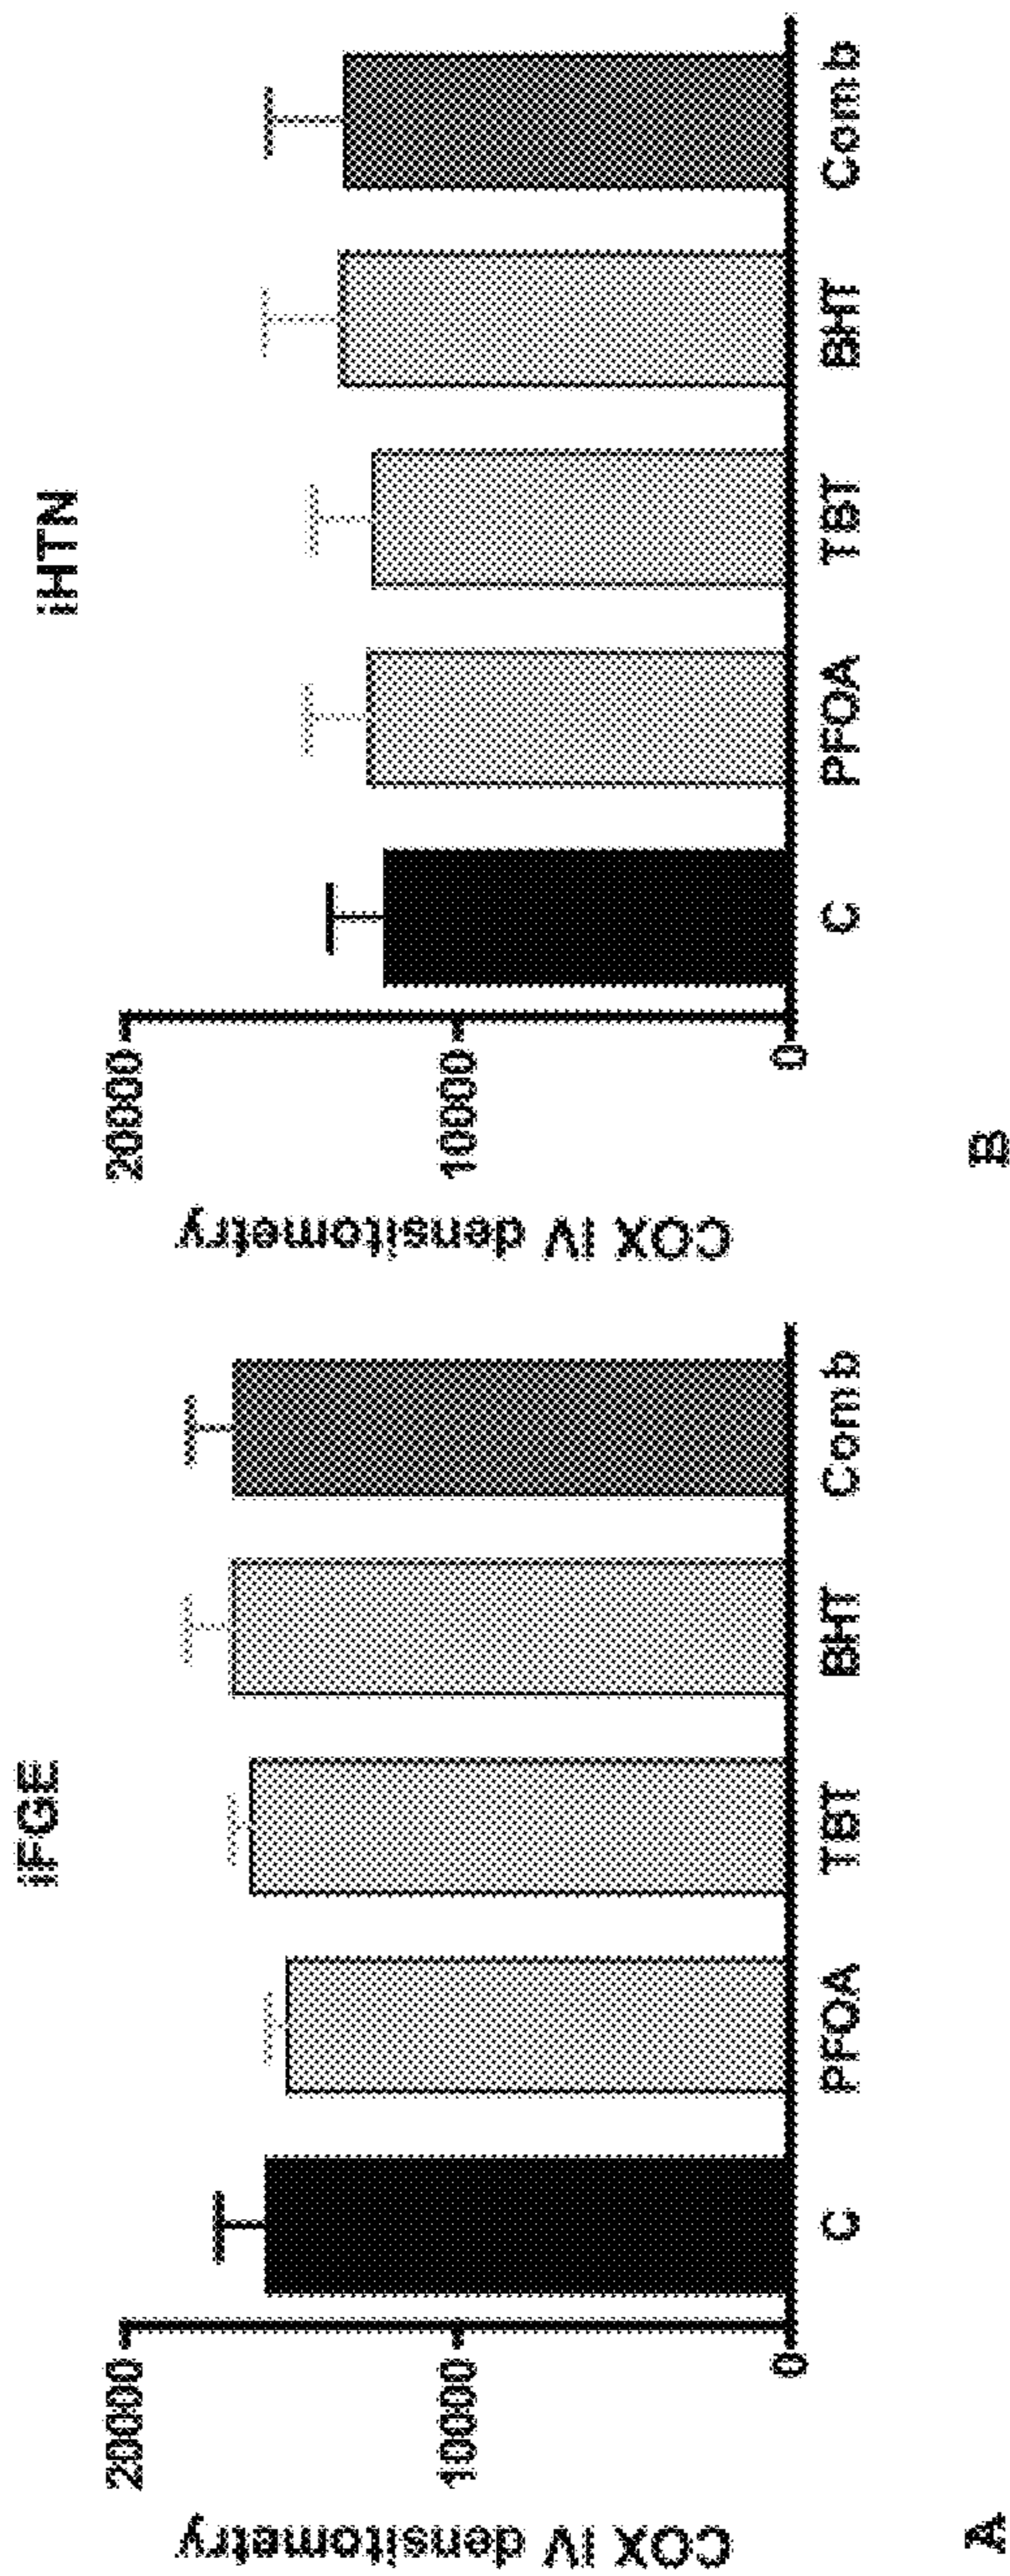 iFGE
COX IV densitometry
20000
10000
0
C PFOA TBT BHT Comb
A
iHTN
COX IV densitometry
20000
10000
0
C PFOA TBT BHT Comb
B